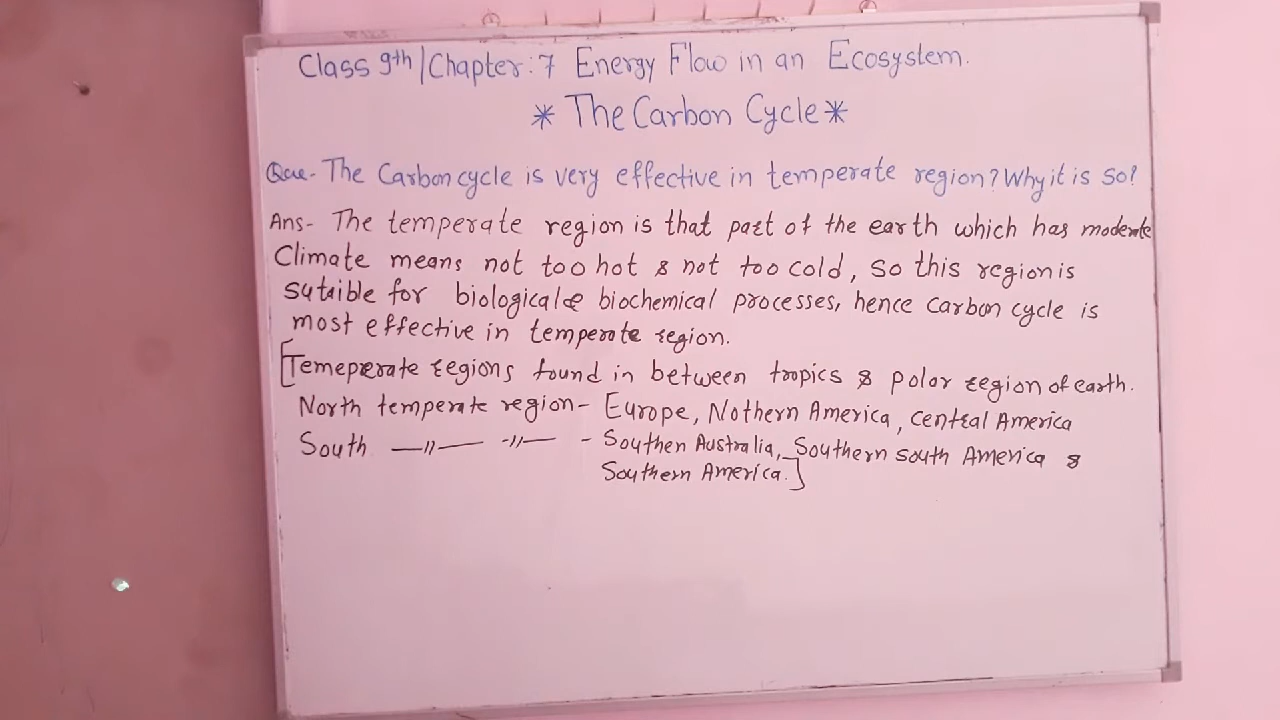 Class 9th | Chapter: 7 Energy Flow in an Ecosystem.
* The Carbon Cycle *
Que- The Carbon cycle is very effective in temperate region? Why it is so?
Ans- The temperate region is that part of the earth which has moderate
Climate means not too hot & not too cold, so this region is
sutaible for biological & biochemical processes, hence carbon cycle is
most effective in temperate region.
[Temeperate regions found in between tropics & polar region of earth.
North temperate region- [Europe, Nothern America, central America
South —〃— -〃— - Southen Australia, Southern south America &
Southern America.]